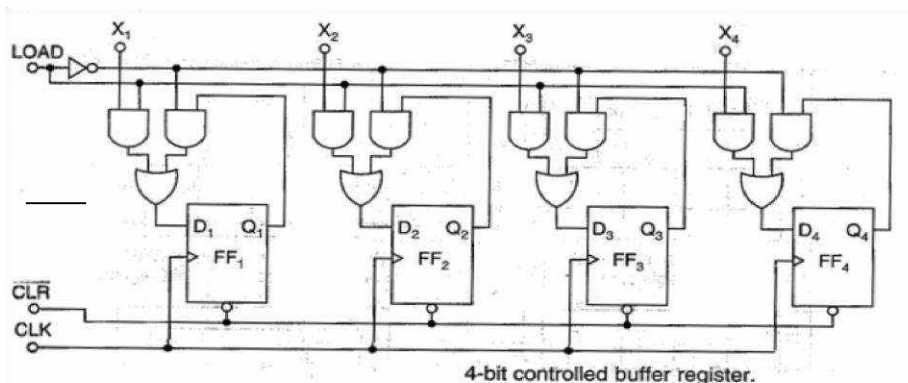 X₁ X₂ X₃ X₄
LOAD
D₁ Q₁ D₂ Q₂ D₃ Q₃ D₄ Q₄
FF₁ FF₂ FF₃ FF₄
CLR
CLK
4-bit controlled buffer register.